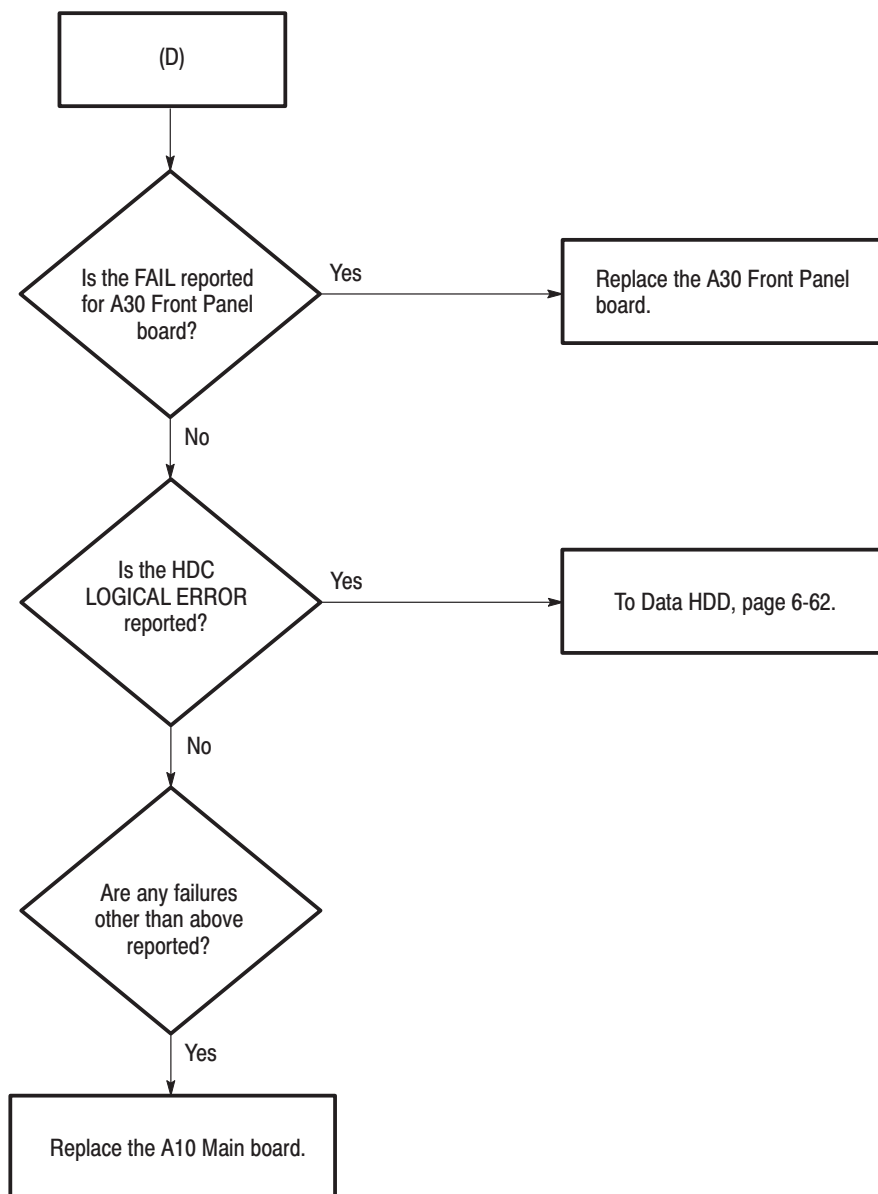 (D)
Is the FAIL reported
for A30 Front Panel
board?
Yes
Replace the A30 Front Panel
board.
No
Is the HDC
LOGICAL ERROR
reported?
Yes
To Data HDD, page 6-62.
No
Are any failures
other than above
reported?
Yes
Replace the A10 Main board.